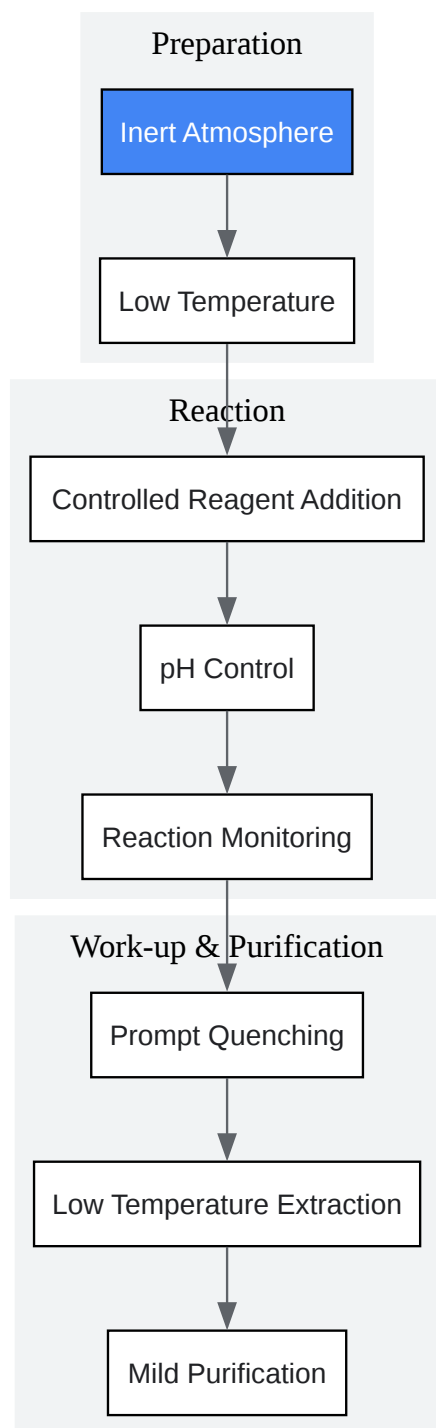 Preparation
Inert Atmosphere
Low Temperature
Reaction
Controlled Reagent Addition
pH Control
Reaction Monitoring
Work-up & Purification
Prompt Quenching
Low Temperature Extraction
Mild Purification